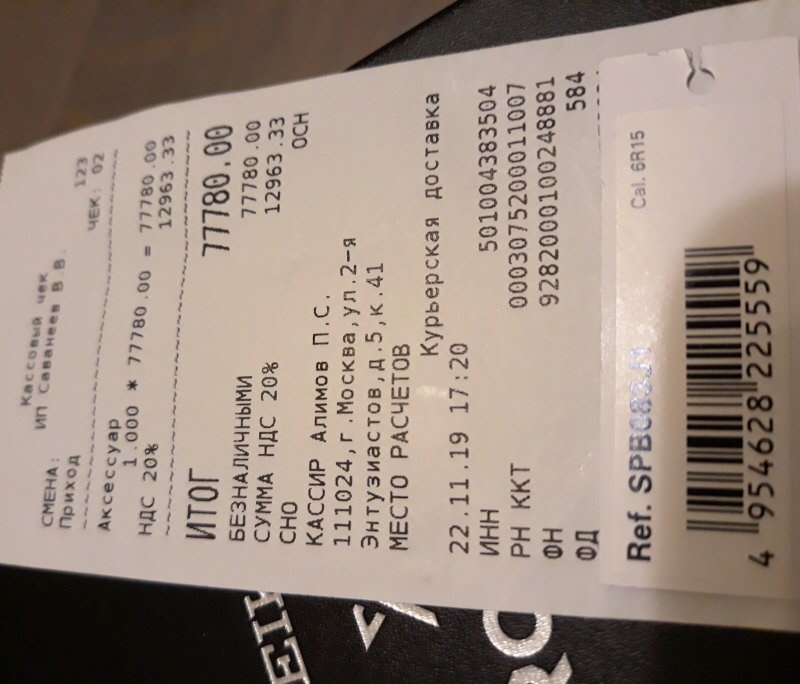 Кассовый чек
ИП Саванеев В.В.
СМЕНА: 123
Приход ЧЕК: 02
Аксессуар
1.000 * 77780.00 = 77780.00
НДС 20% 12963.33
ИТОГ 77780.00
БЕЗНАЛИЧНЫМИ 77780.00
СУММА НДС 20% 12963.33
СНО ОСН
КАССИР Алимов П.С.
111024,г.Москва,ул.2-я
Энтузиастов,д.5,к.41
МЕСТО РАСЧЕТОВ
Курьерская доставка
22.11.19 17:20
ИНН 501004383504
РН ККТ 0003075200011007
ФН 9282000100248881
ФД 584
Ref. SPB083J1 Cal. 6R15
4 954628 225559